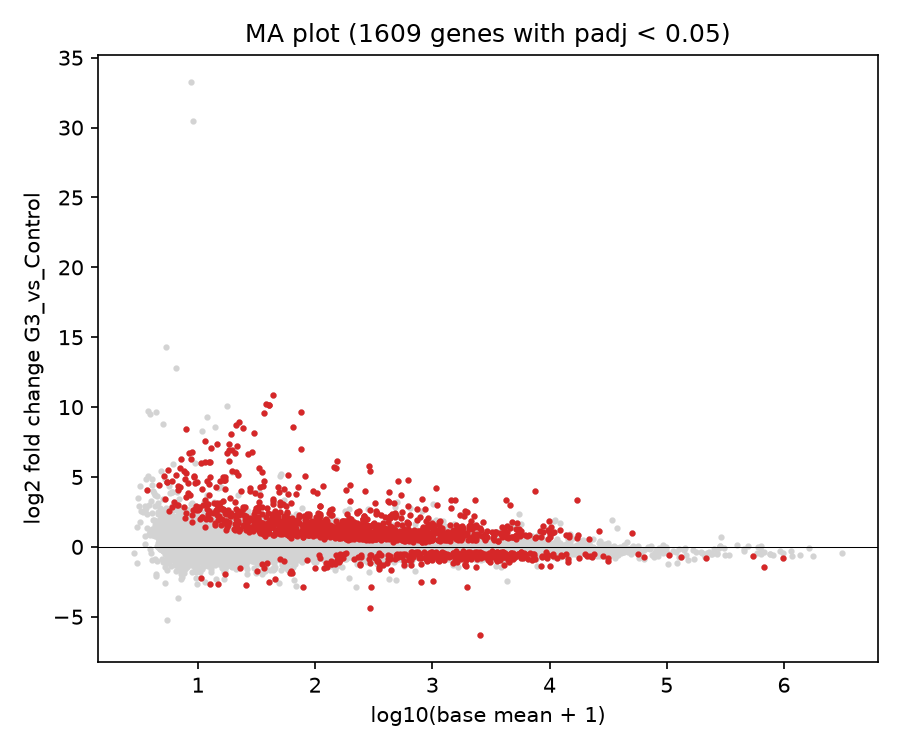 MA plot (1609 genes with padj < 0.05)
log2 fold change G3_vs_Control
35
30
25
20
15
10
5
0
−5
1 2 3 4 5 6
log10(base mean + 1)